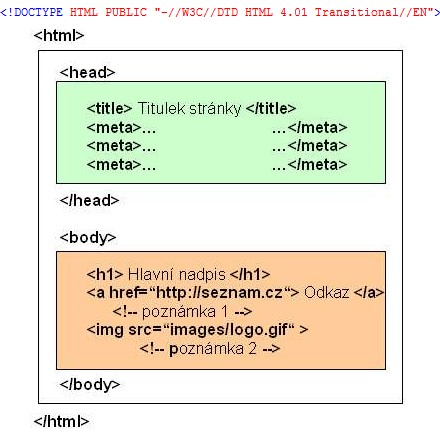 <!DOCTYPE HTML PUBLIC "-//W3C//DTD HTML 4.01 Transitional//EN">
<html>
<head>
<title> Titulek stránky </title>
<meta>... ...</meta>
<meta>... ...</meta>
<meta>... ...</meta>
</head>
<body>
<h1> Hlavní nadpis </h1>
<a href=“http://seznam.cz“> Odkaz </a>
<!-- poznámka 1 -->
<img src=“images/logo.gif“ >
<!-- poznámka 2 -->
</body>
</html>